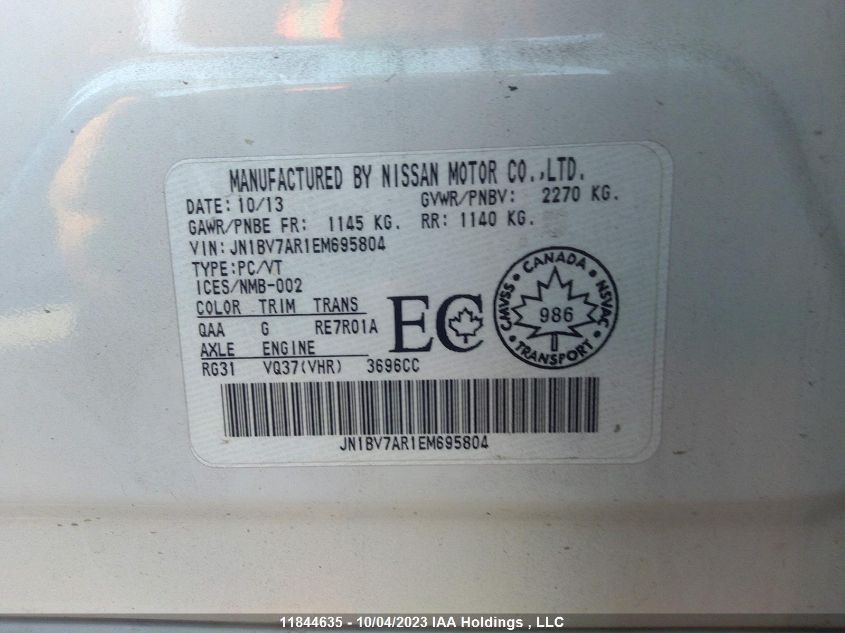 MANUFACTURED BY NISSAN MOTOR CO.,LTD.
DATE: 10/13 GVWR/PNBV: 2270 KG.
GAWR/PNBE FR: 1145 KG. RR: 1140 KG.
VIN: JN1BV7AR1EM695804
TYPE:PC/VT
ICES/NMB-002
COLOR TRIM TRANS
QAA G RE7R01A
AXLE ENGINE
RG31 VQ37(VHR) 3696CC
EC
CANADA
CMVSS 986 NSVAC
TRANSPORT
JN1BV7AR1EM695804
11844635 - 10/04/2023 IAA Holdings , LLC